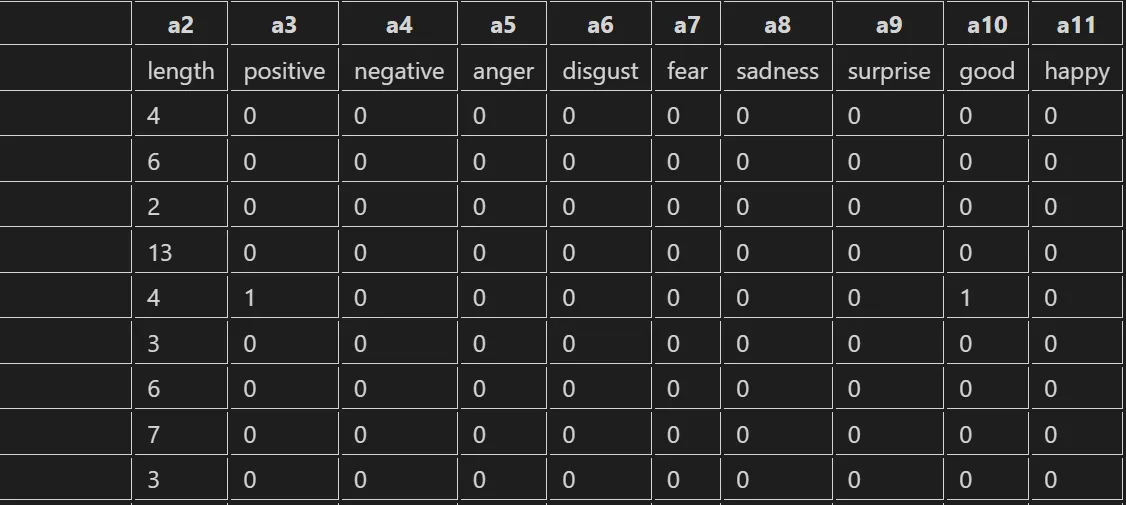 a2 a3 a4 a5 a6 a7 a8 a9 a10 a11
length positive negative anger disgust fear sadness surprise good happy
4 0 0 0 0 0 0 0 0 0
6 0 0 0 0 0 0 0 0 0
2 0 0 0 0 0 0 0 0 0
13 0 0 0 0 0 0 0 0 0
4 1 0 0 0 0 0 0 1 0
3 0 0 0 0 0 0 0 0 0
6 0 0 0 0 0 0 0 0 0
7 0 0 0 0 0 0 0 0 0
3 0 0 0 0 0 0 0 0 0